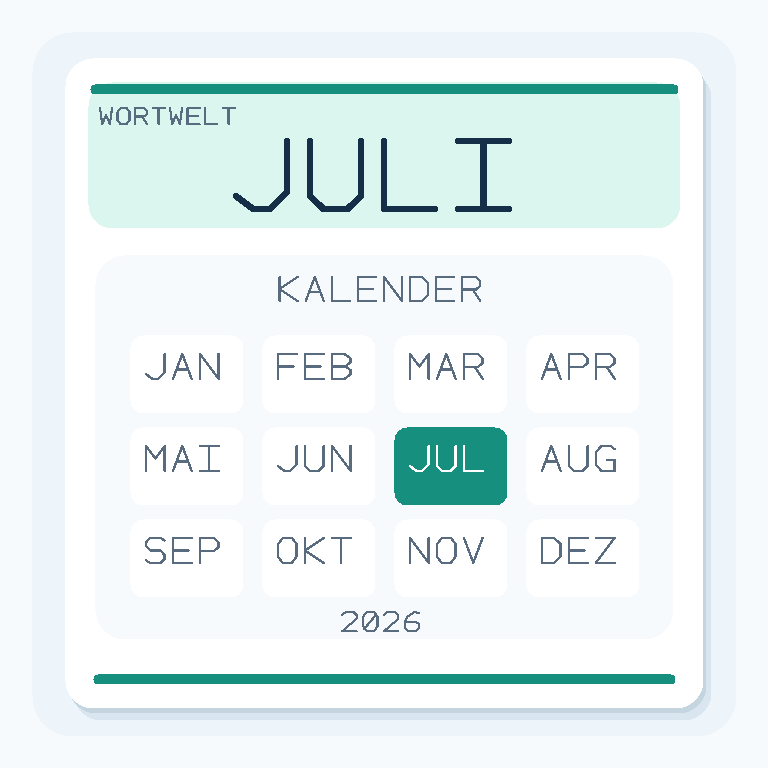 WORTWELT
JULI
KALENDER
JAN FEB MAR APR
MAI JUN JUL AUG
SEP OKT NOV DEZ
2026